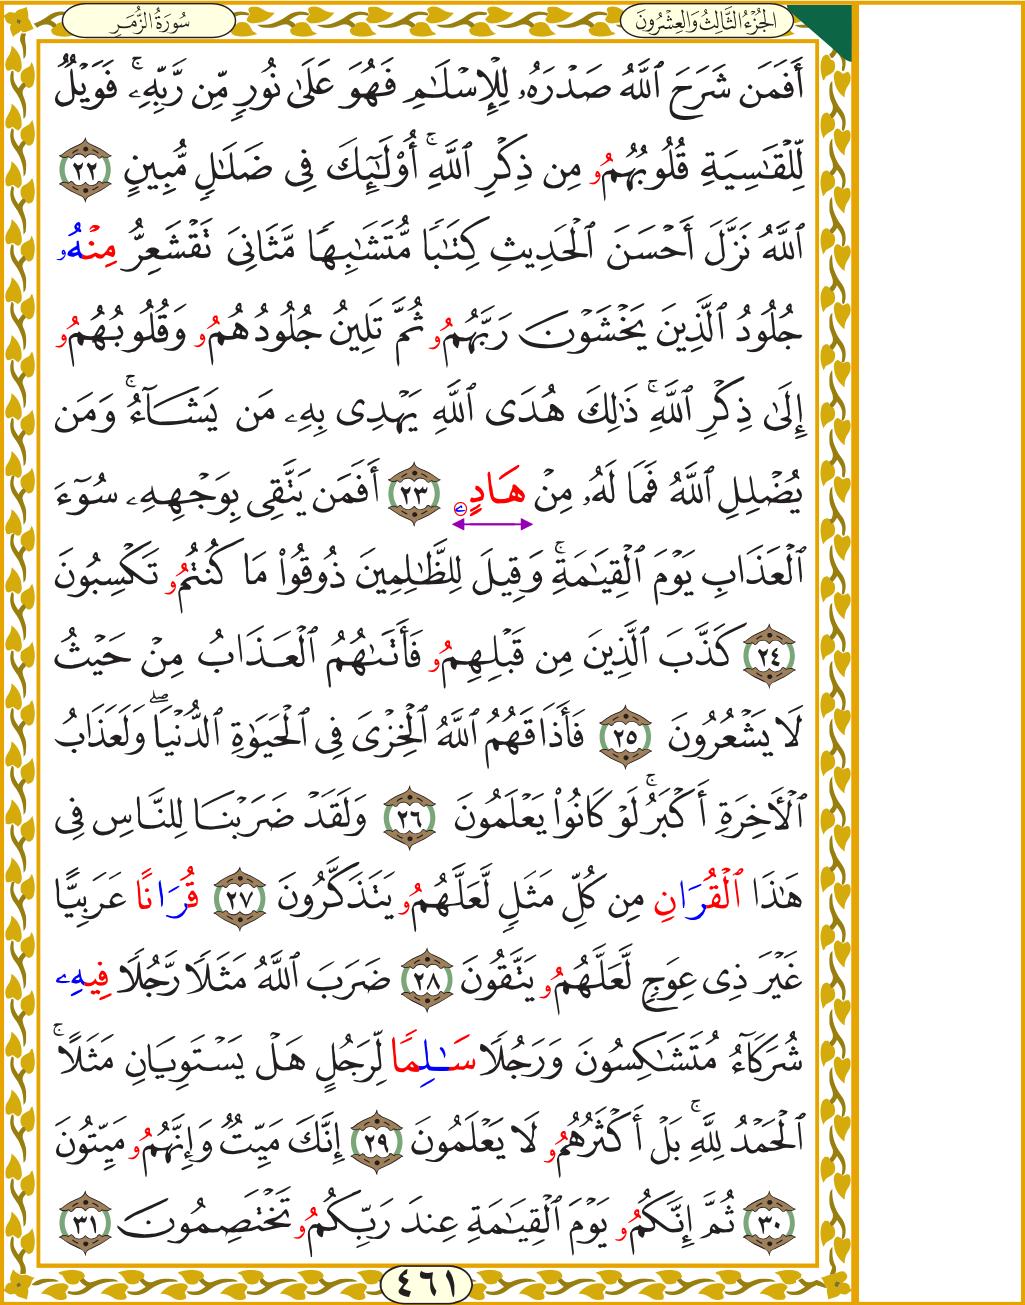 الجُزْءُ الثَّالِثُ وَالعِشْرُونَ
سُورَةُ الزُّمَرِ
أَفَمَن شَرَحَ ٱللَّهُ صَدْرَهُۥ لِلْإِسْلَٰمِ فَهُوَ عَلَىٰ نُورٍ مِّن رَّبِّهِۦۚ فَوَيْلٌ
لِّلْقَٰسِيَةِ قُلُوبُهُمُۥ مِن ذِكْرِ ٱللَّهِۚ أُوْلَٰٓئِكَ فِى ضَلَٰلٍ مُّبِينٍ ٢٢
ٱللَّهُ نَزَّلَ أَحْسَنَ ٱلْحَدِيثِ كِتَٰبًا مُّتَشَٰبِهًا مَّثَانِىَ تَقْشَعِرُّ مِنْهُۥ
جُلُودُ ٱلَّذِينَ يَخْشَوْنَ رَبَّهُمُۥ ثُمَّ تَلِينُ جُلُودُهُمُۥ وَقُلُوبُهُمُۥ
إِلَىٰ ذِكْرِ ٱللَّهِۚ ذَٰلِكَ هُدَى ٱللَّهِ يَهْدِى بِهِۦ مَن يَشَآءُۚ وَمَن
يُضْلِلِ ٱللَّهُ فَمَا لَهُۥ مِنْ هَادٍۦ ٢٣ أَفَمَن يَتَّقِى بِوَجْهِهِۦ سُوٓءَ
ٱلْعَذَابِ يَوْمَ ٱلْقِيَٰمَةِۚ وَقِيلَ لِلظَّٰلِمِينَ ذُوقُوا۟ مَا كُنتُمُۥ تَكْسِبُونَ
٢٤ كَذَّبَ ٱلَّذِينَ مِن قَبْلِهِمُۥ فَأَتَىٰهُمُ ٱلْعَذَابُ مِنْ حَيْثُ
لَا يَشْعُرُونَ ٢٥ فَأَذَاقَهُمُ ٱللَّهُ ٱلْخِزْىَ فِى ٱلْحَيَوٰةِ ٱلدُّنْيَاۖ وَلَعَذَابُ
ٱلْأَخِرَةِ أَكْبَرُۚ لَوْ كَانُوا۟ يَعْلَمُونَ ٢٦ وَلَقَدْ ضَرَبْنَا لِلنَّاسِ فِى
هَٰذَا ٱلْقُرَانِ مِن كُلِّ مَثَلٍ لَّعَلَّهُمُۥ يَتَذَكَّرُونَ ٢٧ قُرَانًا عَرَبِيًّا
غَيْرَ ذِى عِوَجٍ لَّعَلَّهُمُۥ يَتَّقُونَ ٢٨ ضَرَبَ ٱللَّهُ مَثَلًا رَّجُلًا فِيهِۦ
شُرَكَآءُ مُتَشَٰكِسُونَ وَرَجُلًا سَٰلِمًا لِّرَجُلٍ هَلْ يَسْتَوِيَانِ مَثَلًاۚ
ٱلْحَمْدُ لِلَّهِۚ بَلْ أَكْثَرُهُمُۥ لَا يَعْلَمُونَ ٢٩ إِنَّكَ مَيِّتٌ وَإِنَّهُمُۥ مَيِّتُونَ
٣٠ ثُمَّ إِنَّكُمُۥ يَوْمَ ٱلْقِيَٰمَةِ عِندَ رَبِّكُمُۥ تَخْتَصِمُونَ ٣١
٤٦١